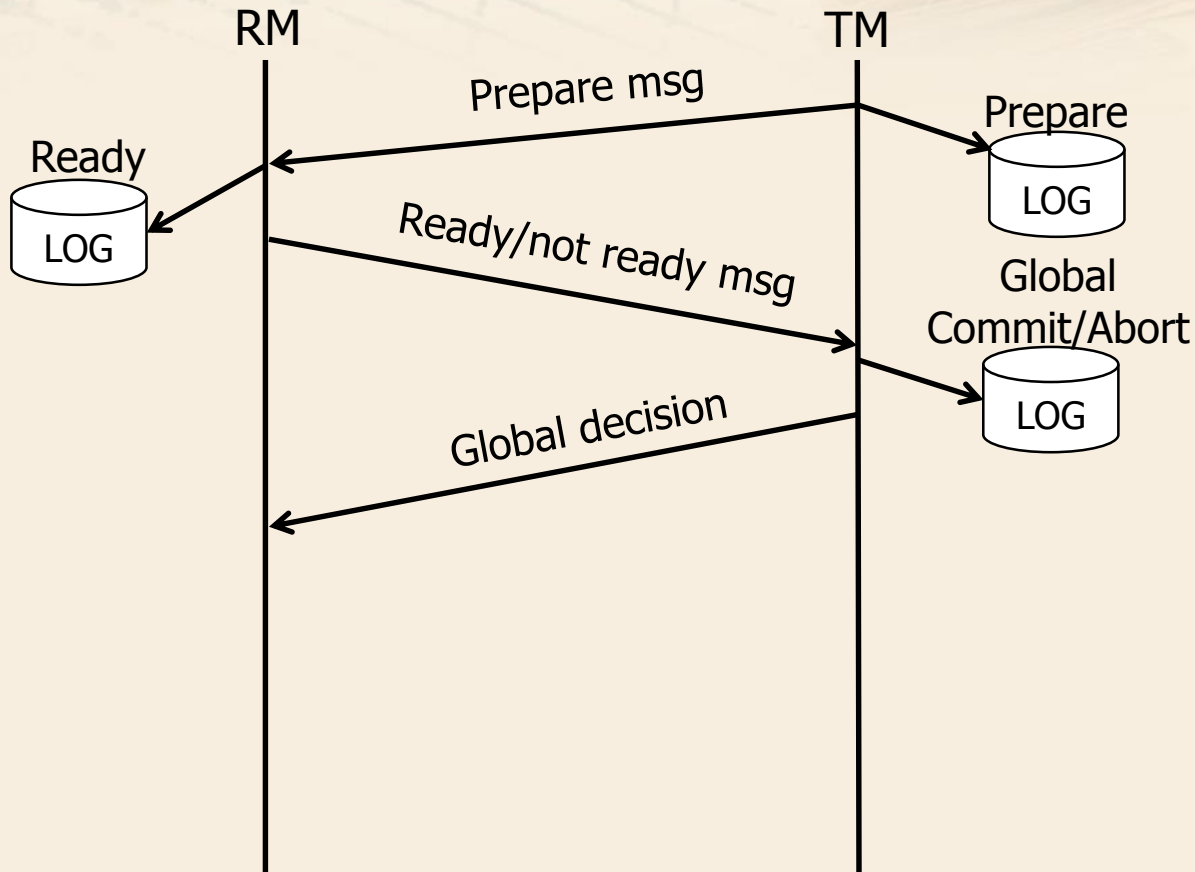 RM
TM
Prepare msg
Prepare
LOG
Ready
LOG
Ready/not ready msg
Global
Commit/Abort
LOG
Global decision